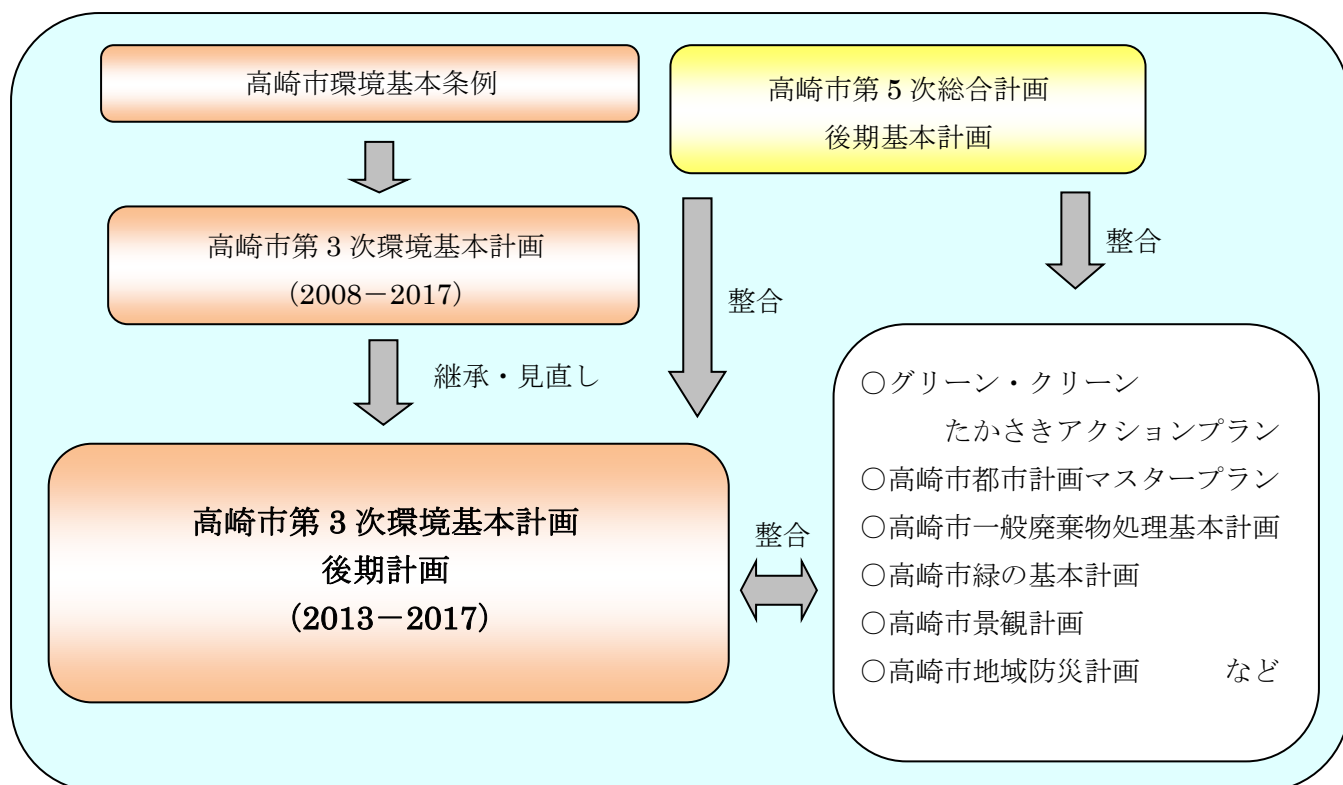 高崎市環境基本条例
高崎市第5次総合計画
後期基本計画
高崎市第3次環境基本計画
(2008－2017)
整合
整合
継承・見直し
高崎市第3次環境基本計画
後期計画
(2013－2017)
整合
○グリーン・クリーン
たかさきアクションプラン
○高崎市都市計画マスタープラン
○高崎市一般廃棄物処理基本計画
○高崎市緑の基本計画
○高崎市景観計画
○高崎市地域防災計画　　　など